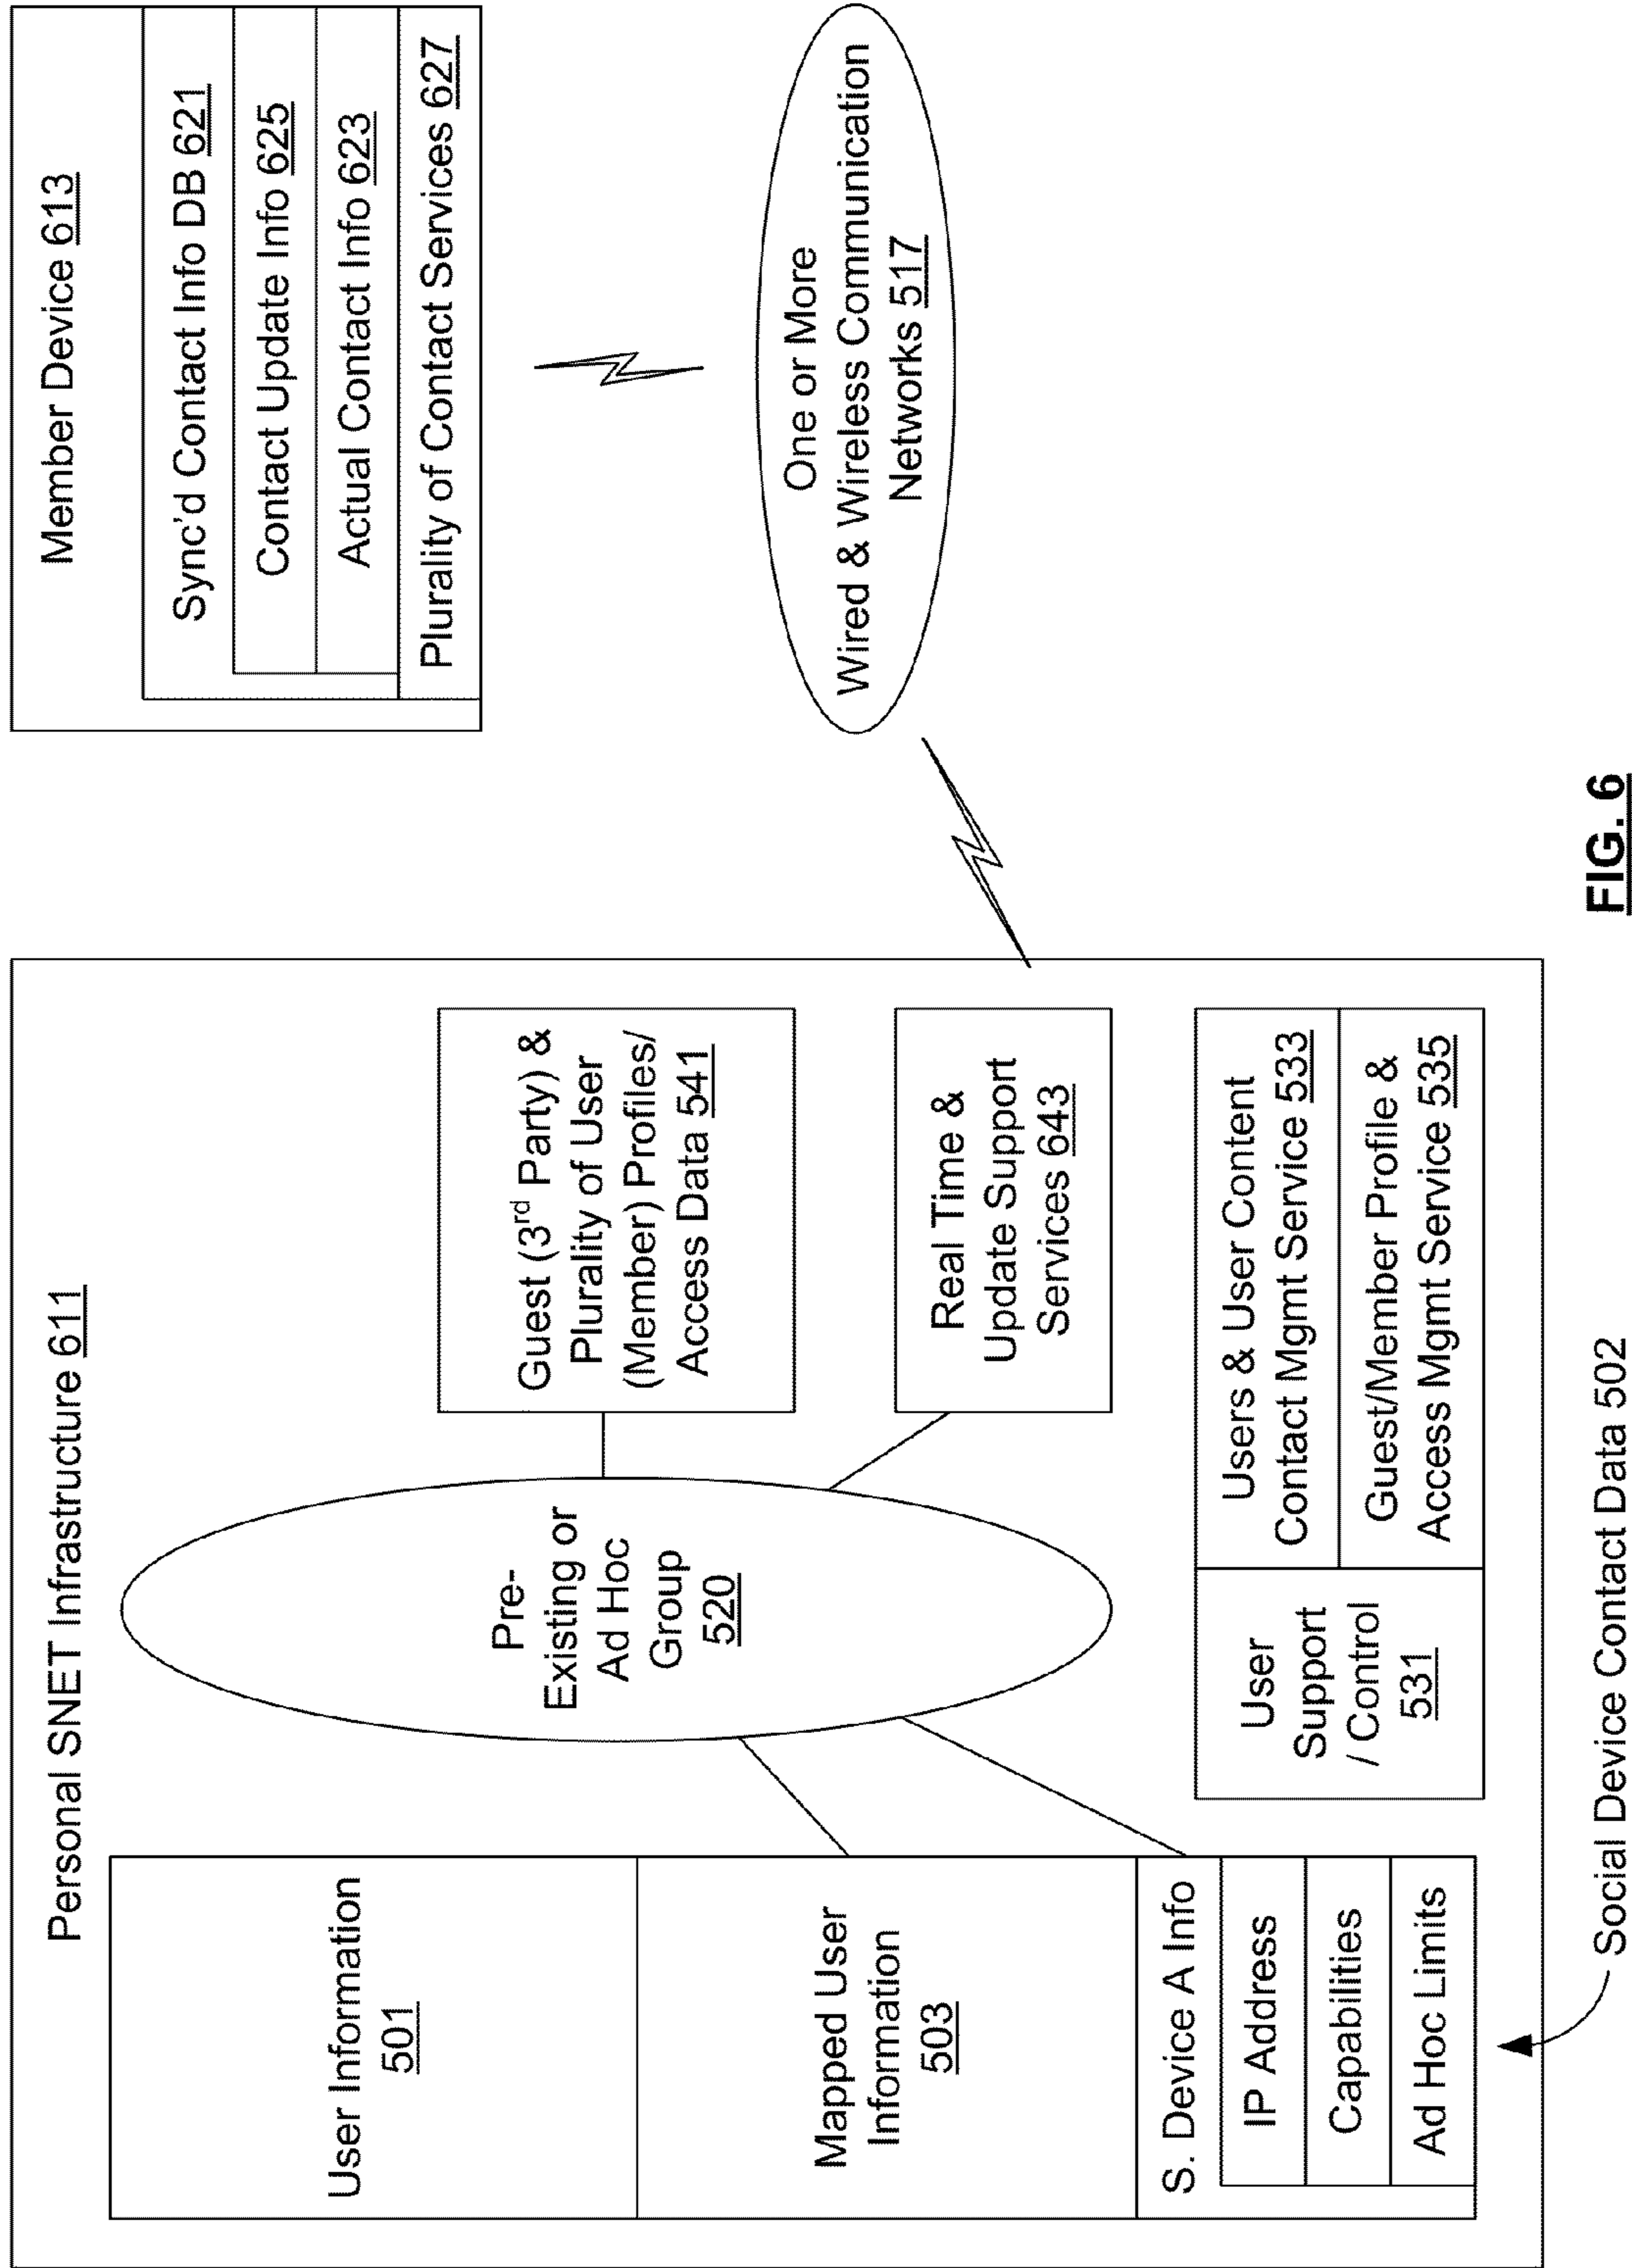 Personal SNET Infrastructure 611
User Information
501
Mapped User
Information
503
S. Device A Info
IP Address
Capabilities
Ad Hoc Limits
Pre-
Existing or
Ad Hoc
Group
520
Guest (3rd Party) &
Plurality of User
(Member) Profiles/
Access Data 541
Real Time &
Update Support
Services 643
User
Support
/ Control
531
Users & User Content
Contact Mgmt Service 533
Guest/Member Profile &
Access Mgmt Service 535
Social Device Contact Data 502
Member Device 613
Sync'd Contact Info DB 621
Contact Update Info 625
Actual Contact Info 623
Plurality of Contact Services 627
One or More
Wired & Wireless Communication
Networks 517
FIG. 6